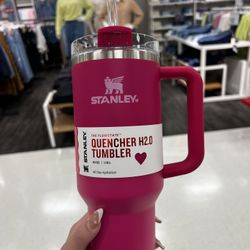 STANLEY
THE FLOWSTATE™
QUENCHER H2.0
TUMBLER
STANLEY